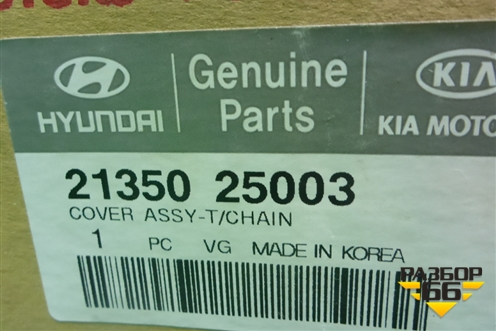 Genuine
Parts
HYUNDAI
KIA
KIA MOTO
21350 25003
COVER ASSY-T/CHAIN
1 PC VG MADE IN KOREA
РАЗБОР
66